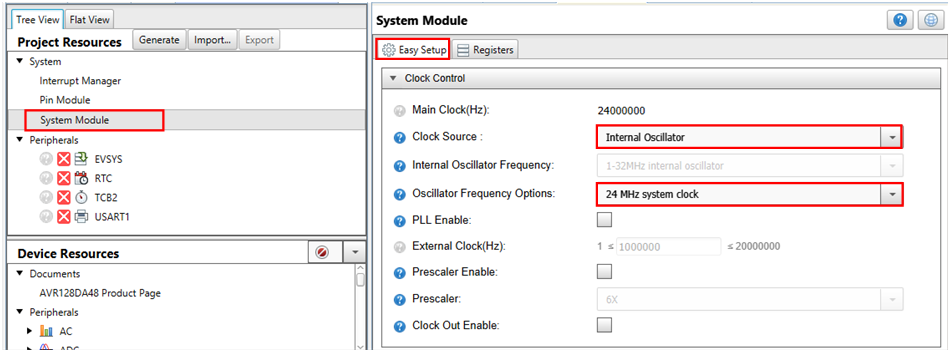 Tree View
Flat View
Project Resources
Generate
Import...
Export
System
Interrupt Manager
Pin Module
System Module
Peripherals
EVSYS
RTC
TCB2
USART1
Device Resources
Documents
AVR128DA48 Product Page
Peripherals
AC
ADC
System Module
Easy Setup
Registers
Clock Control
Main Clock(Hz): 24000000
Clock Source : Internal Oscillator
Internal Oscillator Frequency: 1-32MHz internal oscillator
Oscillator Frequency Options: 24 MHz system clock
PLL Enable:
External Clock(Hz): 1 ≤ 1000000 ≤ 20000000
Prescaler Enable:
Prescaler: 6X
Clock Out Enable: